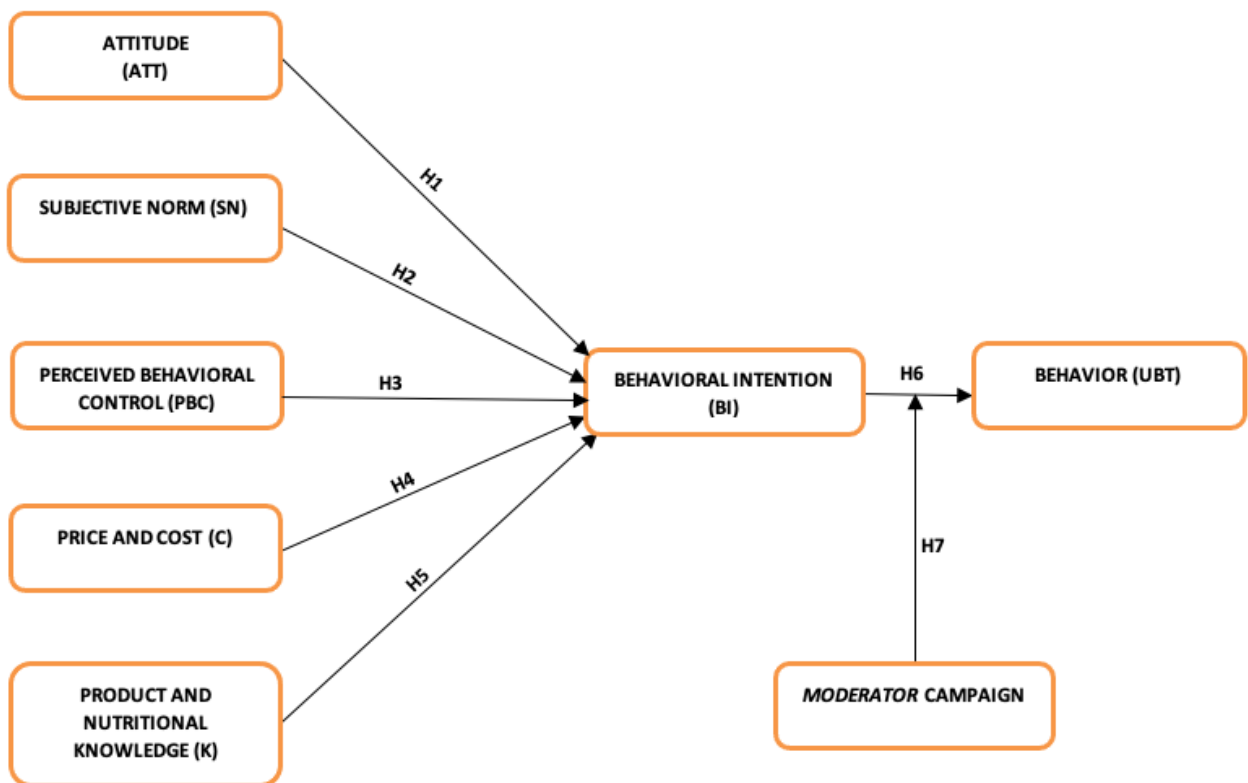 ATTITUDE
(ATT)
H1
SUBJECTIVE NORM (SN)
H2
PERCEIVED BEHAVIORAL
CONTROL (PBC)
H3
BEHAVIORAL INTENTION
(BI)
H6
BEHAVIOR (UBT)
H4
PRICE AND COST (C)
H5
H7
PRODUCT AND
NUTRITIONAL
KNOWLEDGE (K)
MODERATOR CAMPAIGN